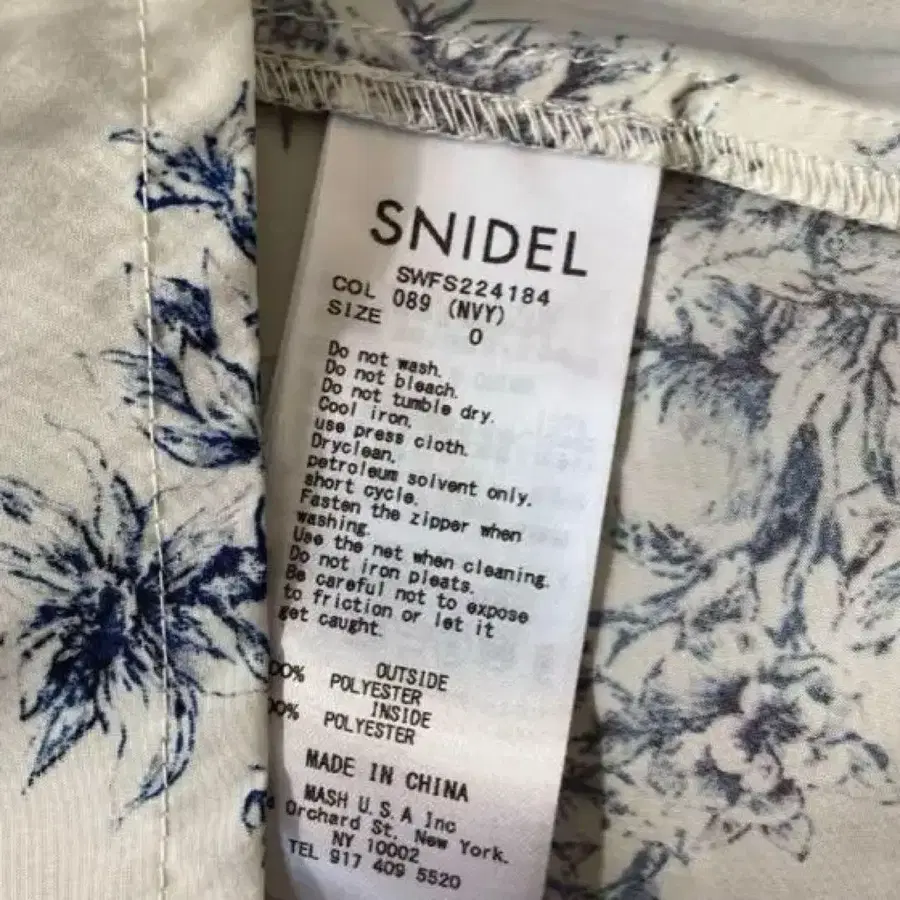 SNIDEL
SWFS224184
COL 089 (NVY)
SIZE 0
Do not wash.
Do not bleach.
Do not tumble dry.
Cool iron,
use press cloth.
Dryclean,
petroleum solvent only.
short cycle.
Fasten the zipper when
washing.
Use the net when cleaning.
Do not iron pleats.
Be careful not to expose
to friction or let it
get caught.
OUTSIDE
00% POLYESTER
INSIDE
00% POLYESTER
MADE IN CHINA
MASH U.S.A Inc
4 Orchard St. New York.
NY 10002
TEL 917 409 5520